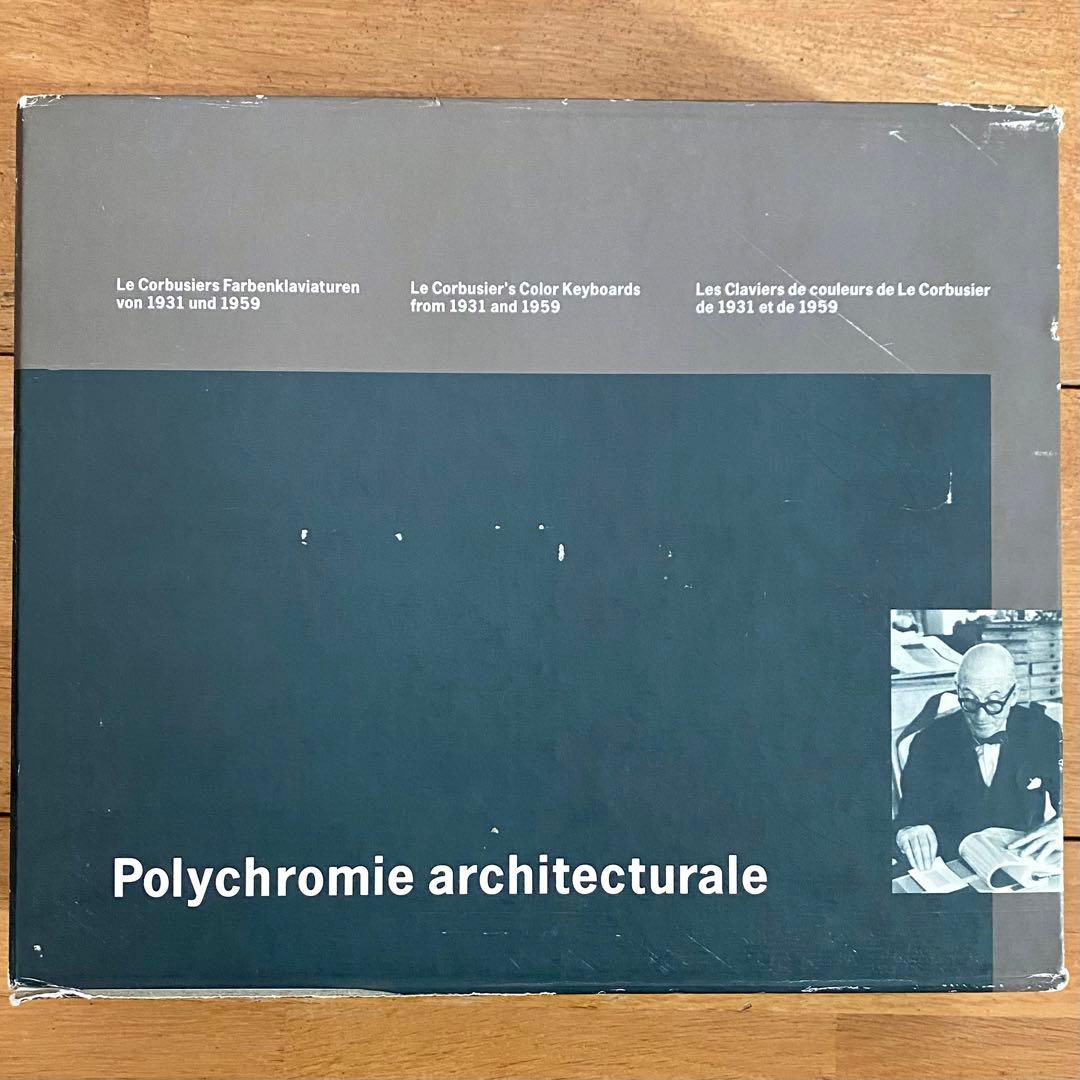 Le Corbusiers Farbenklaviaturen
von 1931 und 1959
Le Corbusier's Color Keyboards
from 1931 and 1959
Les Claviers de couleurs de Le Corbusier
de 1931 et de 1959
Polychromie architecturale